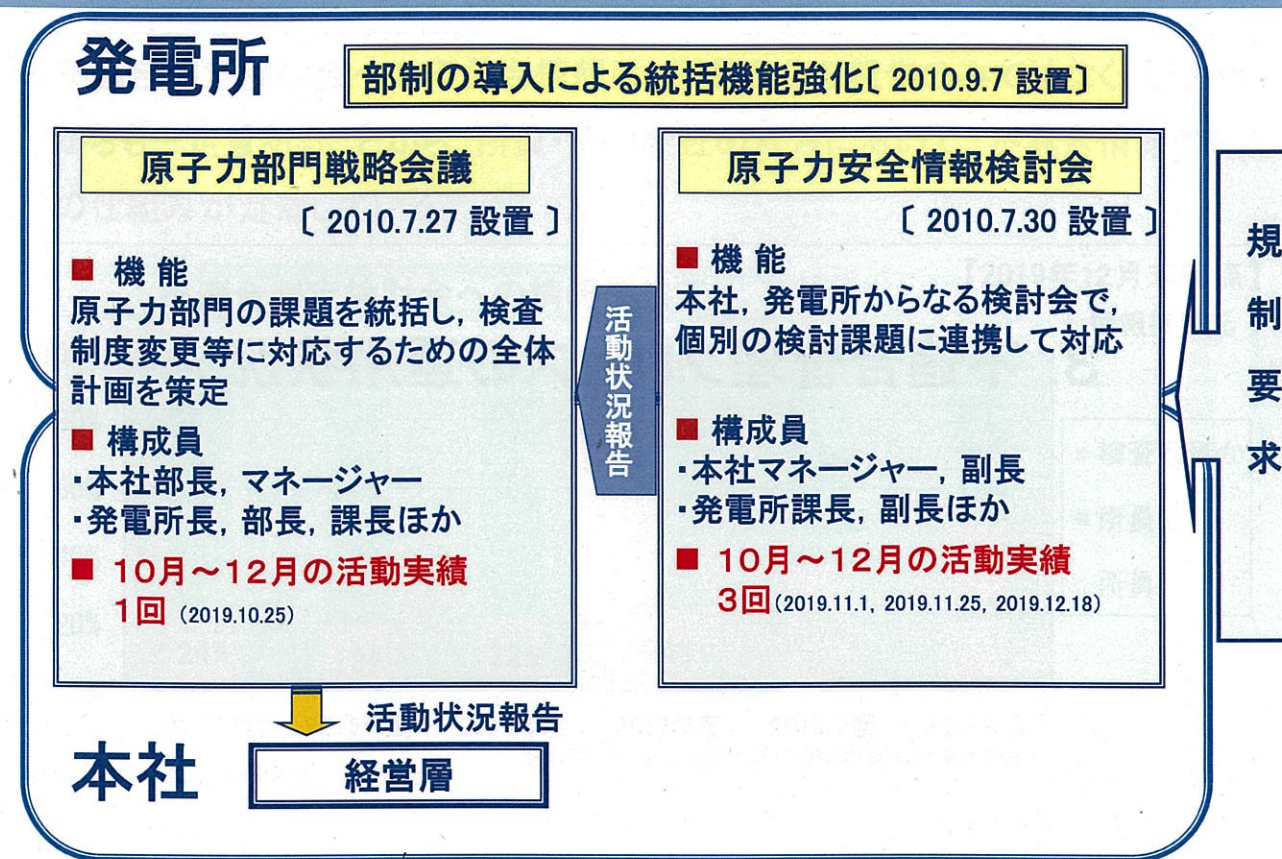 発電所
部制の導入による統括機能強化〔 2010.9.7 設置〕
原子力部門戦略会議
〔 2010.7.27 設置 〕
■ 機 能
原子力部門の課題を統括し，検査
制度変更等に対応するための全体
計画を策定
■ 構成員
・本社部長，マネージャー
・発電所長，部長，課長ほか
■ 10月～12月の活動実績
1回 （2019.10.25）
活動状況報告
原子力安全情報検討会
〔 2010.7.30 設置 〕
■ 機 能
本社，発電所からなる検討会で，
個別の検討課題に連携して対応
■ 構成員
・本社マネージャー，副長
・発電所課長，副長ほか
■ 10月～12月の活動実績
3回（2019.11.1，2019.11.25，2019.12.18）
規
制
要
求
活動状況報告
本社
経営層